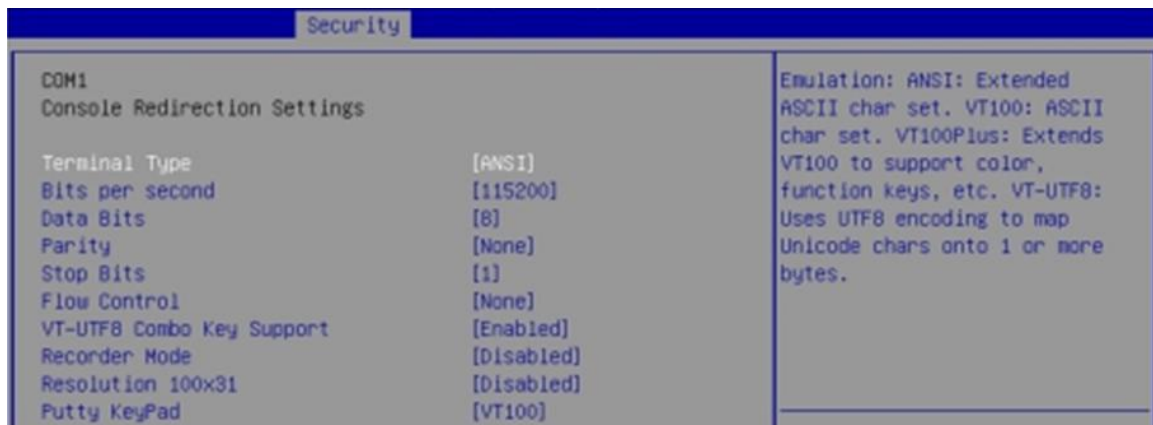 Security
COM1
Console Redirection Settings
Terminal Type [ANSI]
Bits per second [115200]
Data Bits [8]
Parity [None]
Stop Bits [1]
Flow Control [None]
VT-UTF8 Combo Key Support [Enabled]
Recorder Mode [Disabled]
Resolution 100x31 [Disabled]
Putty KeyPad [VT100]
Emulation: ANSI: Extended
ASCII char set. VT100: ASCII
char set. VT100Plus: Extends
VT100 to support color,
function keys, etc. VT-UTF8:
Uses UTF8 encoding to map
Unicode chars onto 1 or more
bytes.